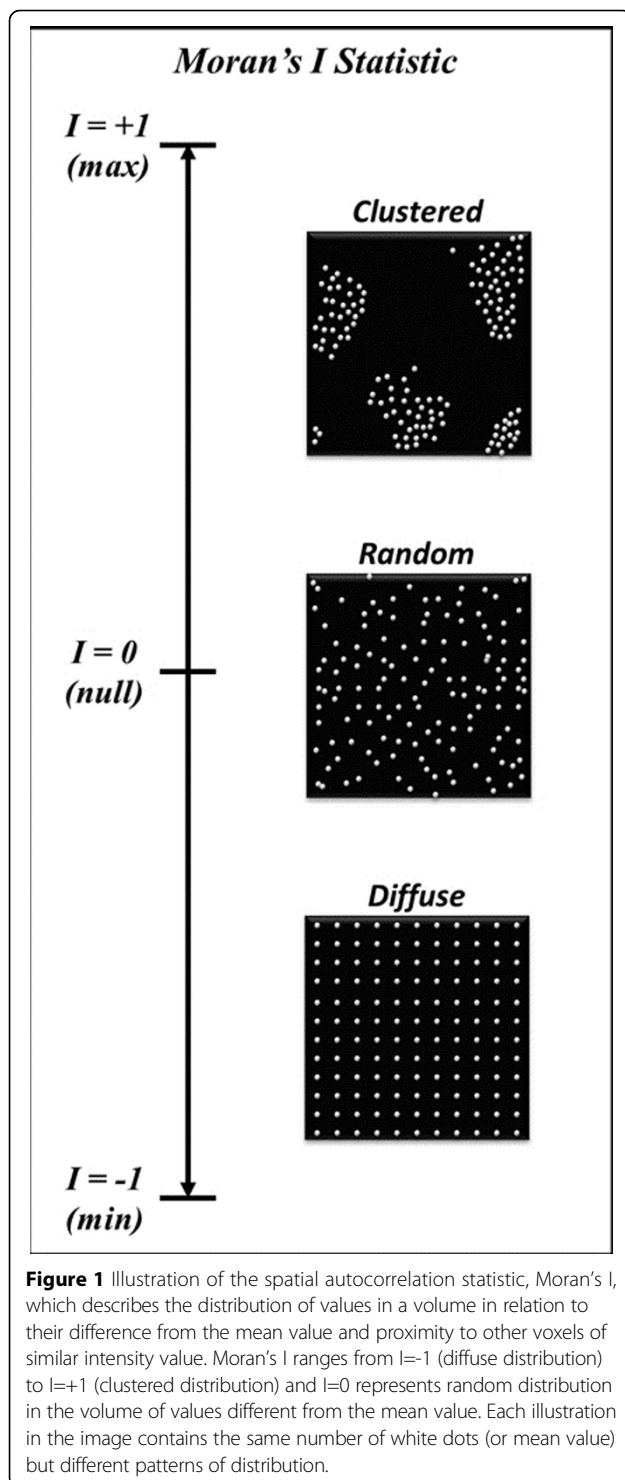 Moran's I Statistic
I = +1
(max)
Clustered
Random
I = 0
(null)
Diffuse
I = -1
(min)
Figure 1 Illustration of the spatial autocorrelation statistic, Moran's I,
which describes the distribution of values in a volume in relation to
their difference from the mean value and proximity to other voxels of
similar intensity value. Moran's I ranges from I=-1 (diffuse distribution)
to I=+1 (clustered distribution) and I=0 represents random distribution
in the volume of values different from the mean value. Each illustration
in the image contains the same number of white dots (or mean value)
but different patterns of distribution.